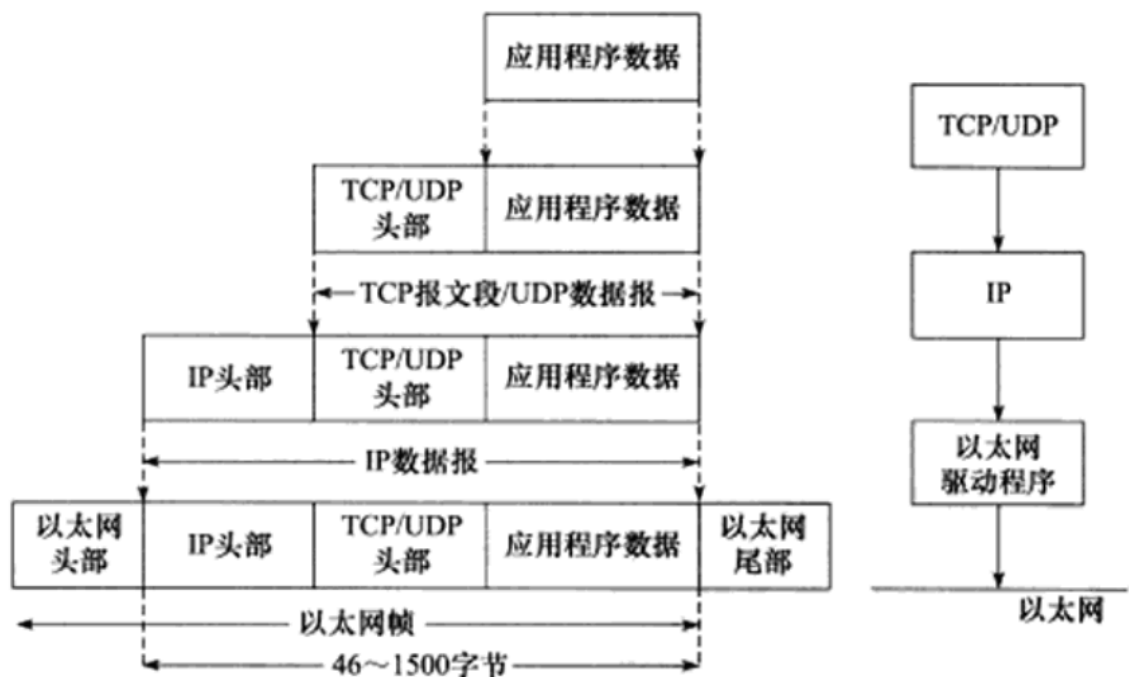 应用程序数据
TCP/UDP
头部
应用程序数据
TCP报文段/UDP数据报
IP头部
TCP/UDP
头部
应用程序数据
IP数据报
以太网
头部
IP头部
TCP/UDP
头部
应用程序数据
以太网
尾部
以太网帧
46～1500字节
TCP/UDP
IP
以太网
驱动程序
以太网